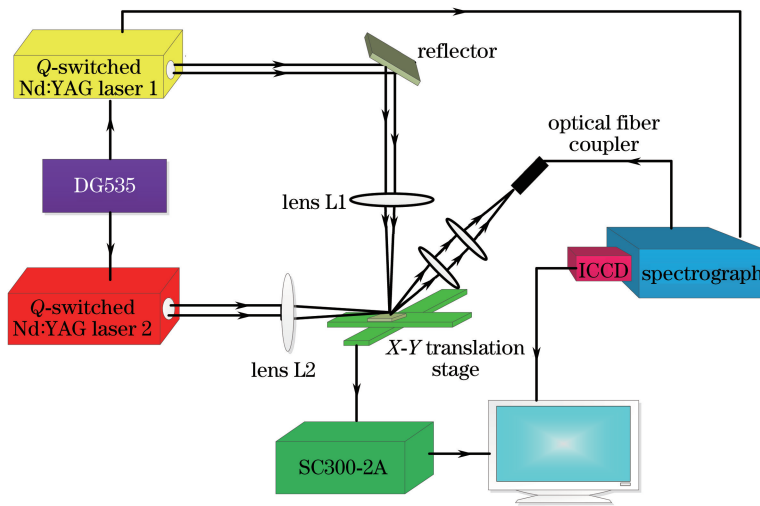 reflector
Q-switched
Nd:YAG laser 1
optical fiber
coupler
DG535
lens L1
ICCD
spectrograph
Q-switched
Nd:YAG laser 2
X-Y translation
stage
lens L2
SC300-2A